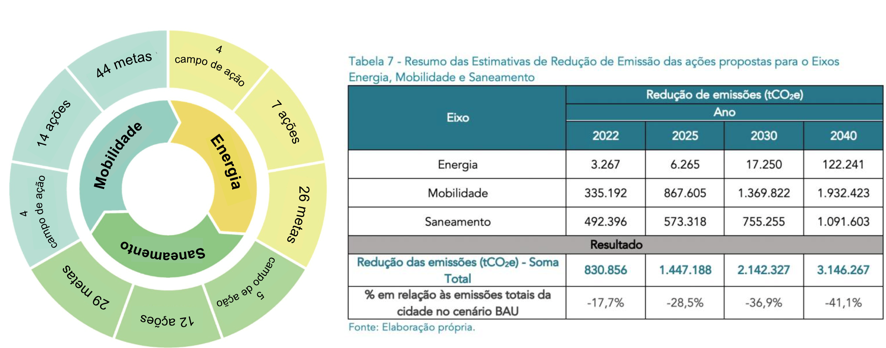 4
campo de ação
7 ações
26 metas
Energia
5
campo de ação
12 ações
29 metas
Saneamento
4
campo de ação
14 ações
44 metas
Mobilidade
Tabela 7 - Resumo das Estimativas de Redução de Emissão das ações propostas para o Eixos
Energia, Mobilidade e Saneamento
Eixo
Redução de emissões (tCO₂e)
Ano
2022 2025 2030 2040
Energia 3.267 6.265 17.250 122.241
Mobilidade 335.192 867.605 1.369.822 1.932.423
Saneamento 492.396 573.318 755.255 1.091.603
Resultado
Redução das emissões (tCO₂e) - Soma
Total
830.856 1.447.188 2.142.327 3.146.267
% em relação às emissões totais da
cidade no cenário BAU
-17,7% -28,5% -36,9% -41,1%
Fonte: Elaboração própria.